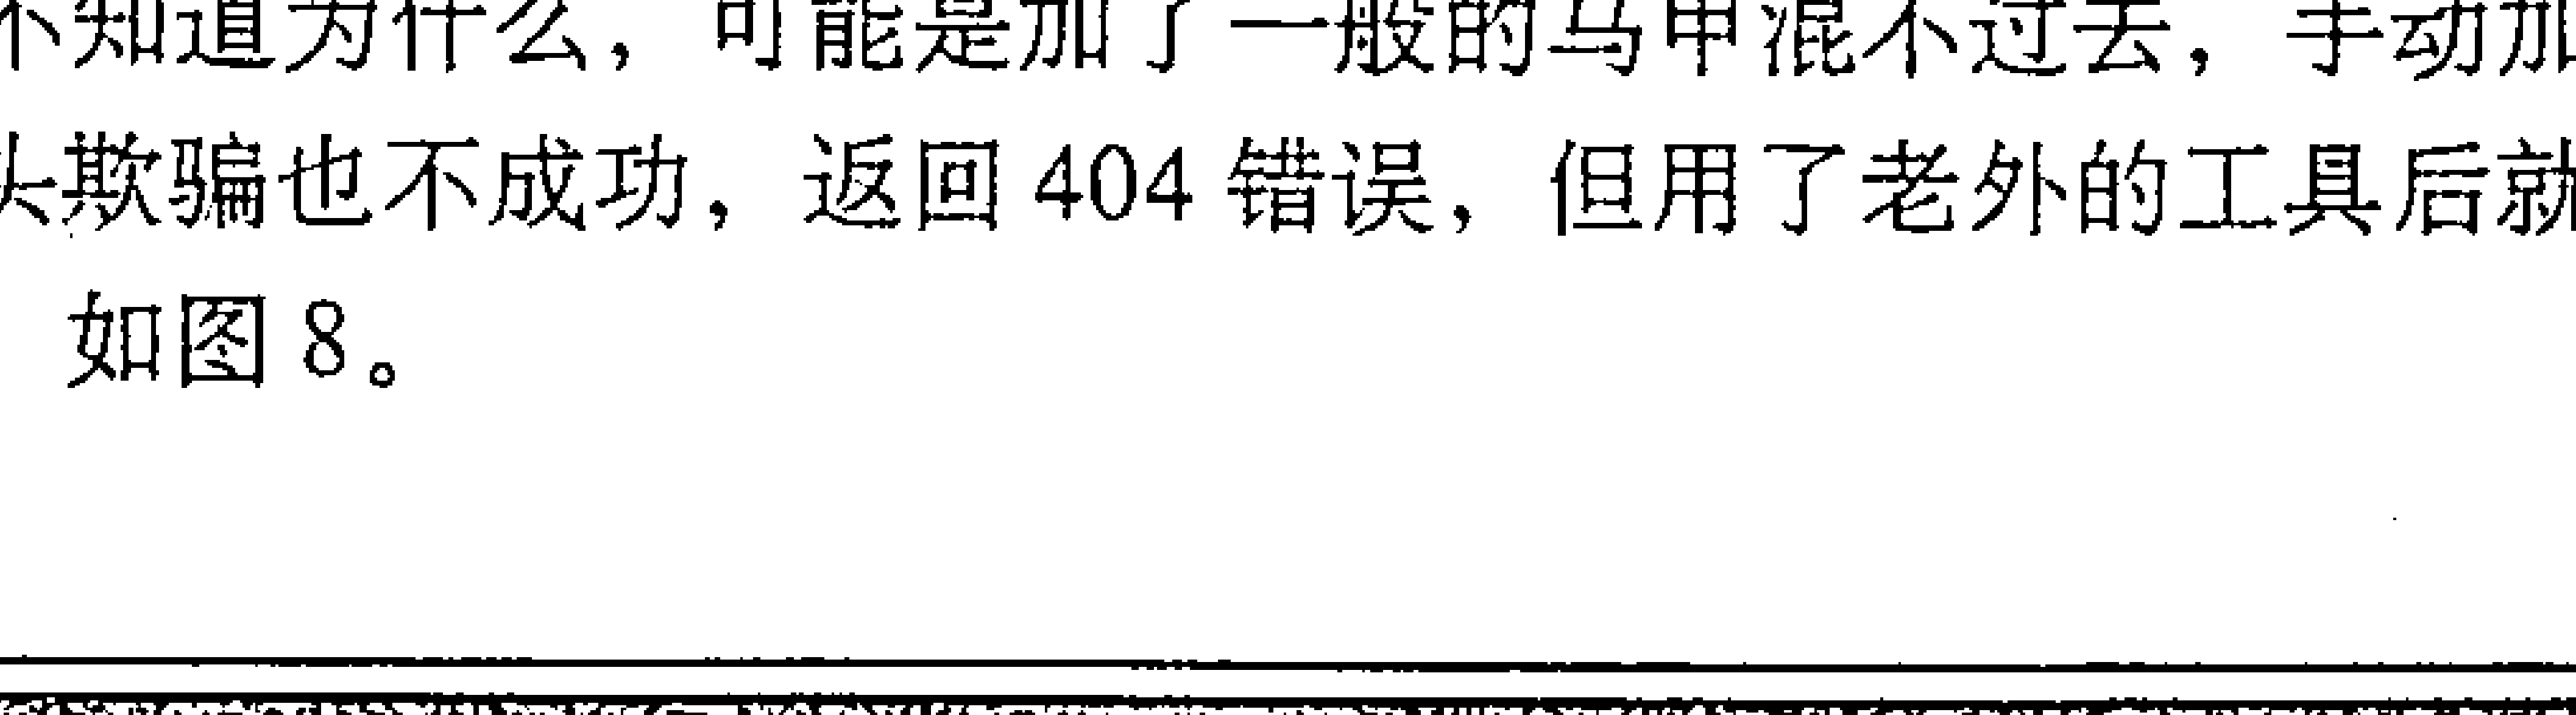 不知道为什么，可能是加了一般的马甲混不过去，手动加
头欺骗也不成功，返回 404 错误，但用了老外的工具后就
如图 8。